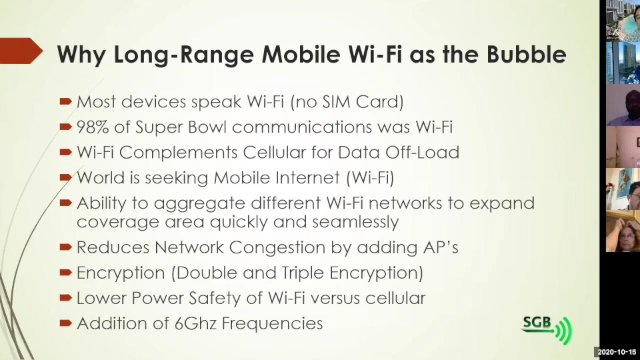 Why Long-Range Mobile Wi-Fi as the Bubble
Most devices speak Wi-Fi (no SIM Card)
98% of Super Bowl communications was Wi-Fi
Wi-Fi Complements Cellular for Data Off-Load
World is seeking Mobile Internet (Wi-Fi)
Ability to aggregate different Wi-Fi networks to expand
coverage area quickly and seamlessly
Reduces Network Congestion by adding AP's
Encryption (Double and Triple Encryption)
Lower Power Safety of Wi-Fi versus cellular
Addition of 6Ghz Frequencies
SGB
2020-10-15